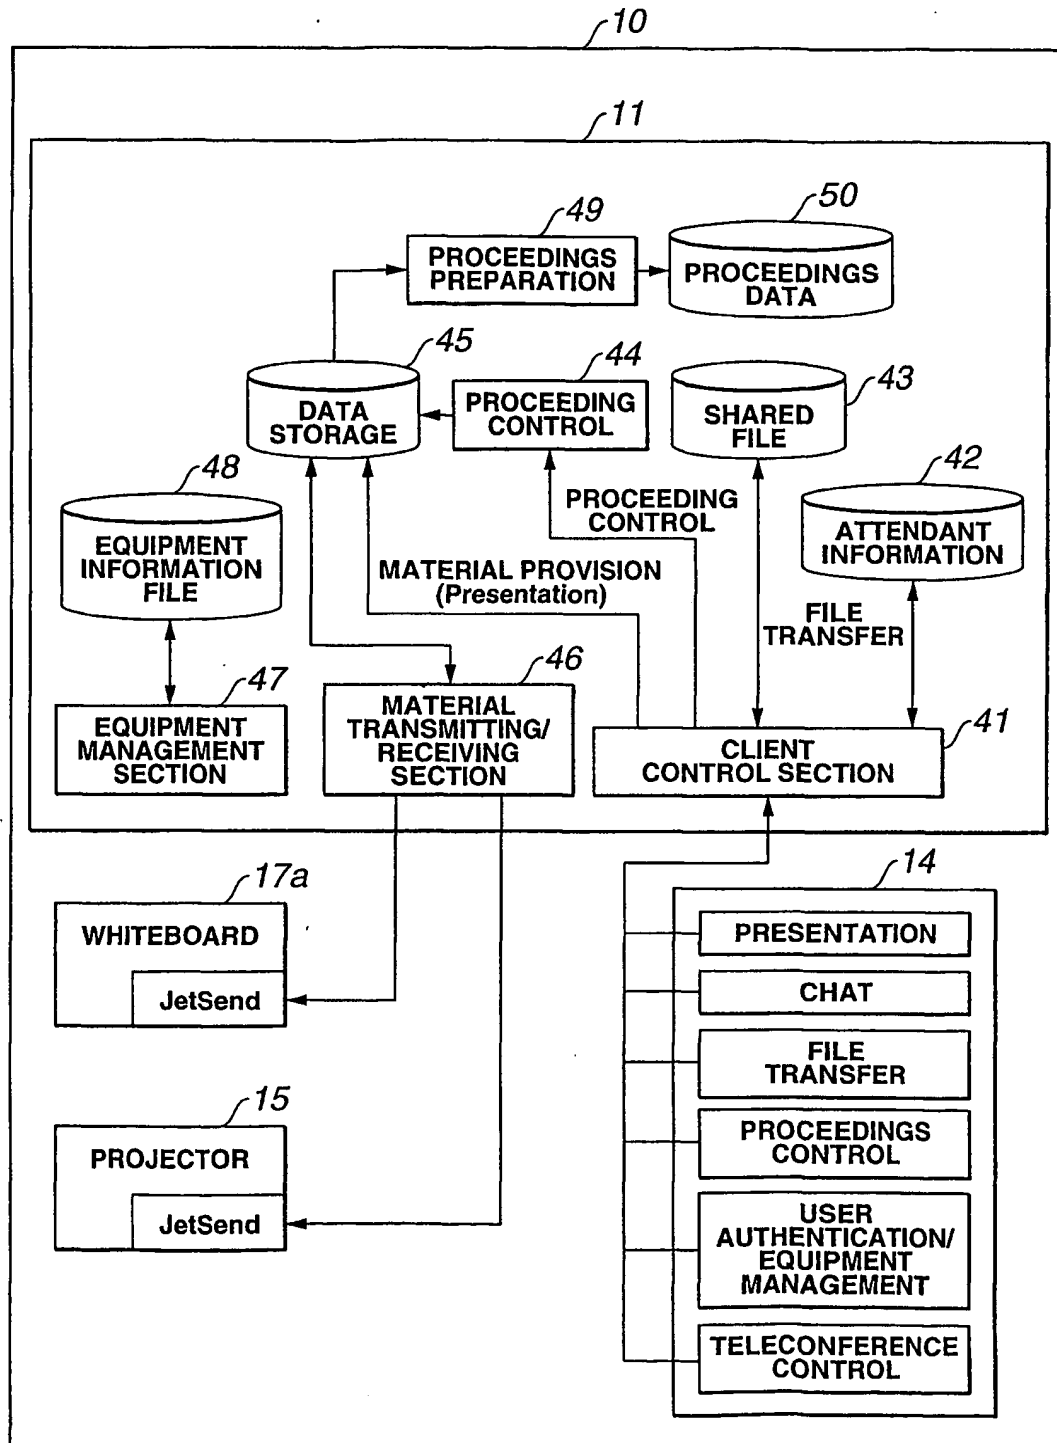 10
11
49
50
PROCEEDINGS
PREPARATION
PROCEEDINGS
DATA
45
44
43
DATA
STORAGE
PROCEEDING
CONTROL
SHARED
FILE
48
42
EQUIPMENT
INFORMATION
FILE
PROCEEDING
CONTROL
ATTENDANT
INFORMATION
MATERIAL PROVISION
(Presentation)
FILE
TRANSFER
47
46
41
EQUIPMENT
MANAGEMENT
SECTION
MATERIAL
TRANSMITTING/
RECEIVING
SECTION
CLIENT
CONTROL SECTION
17a
14
WHITEBOARD
JetSend
PRESENTATION
CHAT
FILE
TRANSFER
15
PROJECTOR
JetSend
PROCEEDINGS
CONTROL
USER
AUTHENTICATION/
EQUIPMENT
MANAGEMENT
TELECONFERENCE
CONTROL